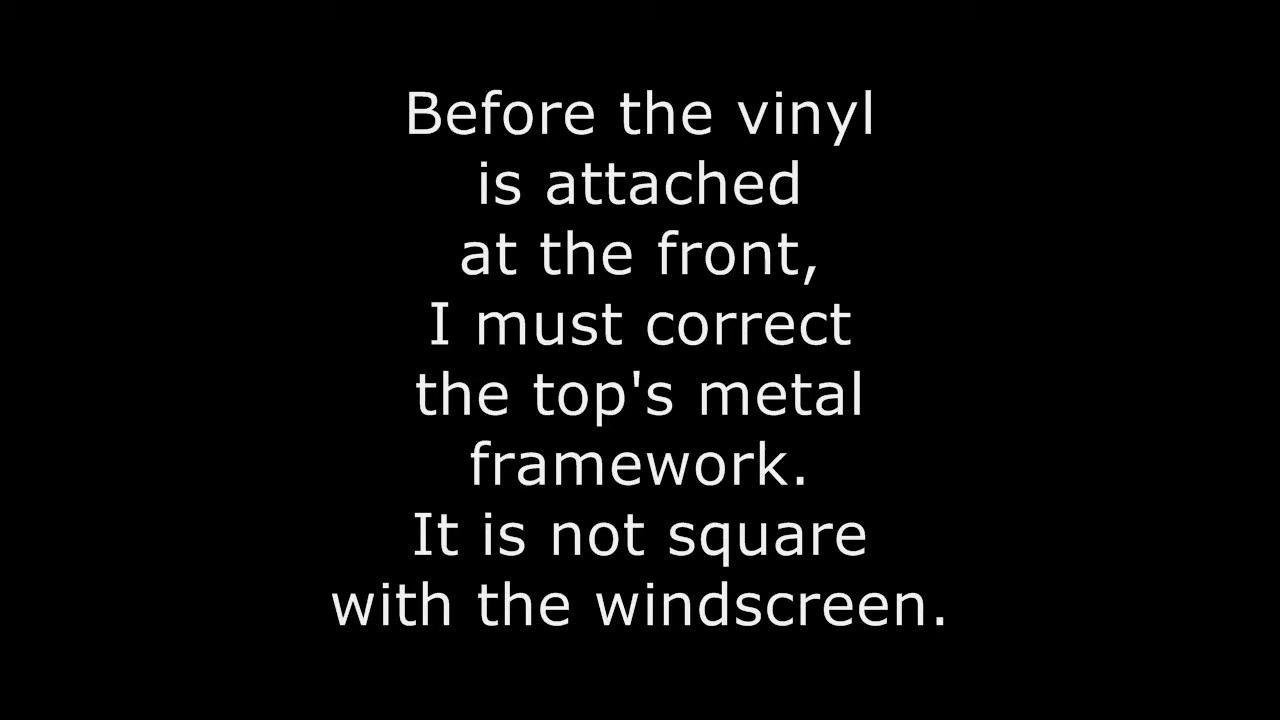 Before the vinyl
is attached
at the front,
I must correct
the top's metal
framework.
It is not square
with the windscreen.